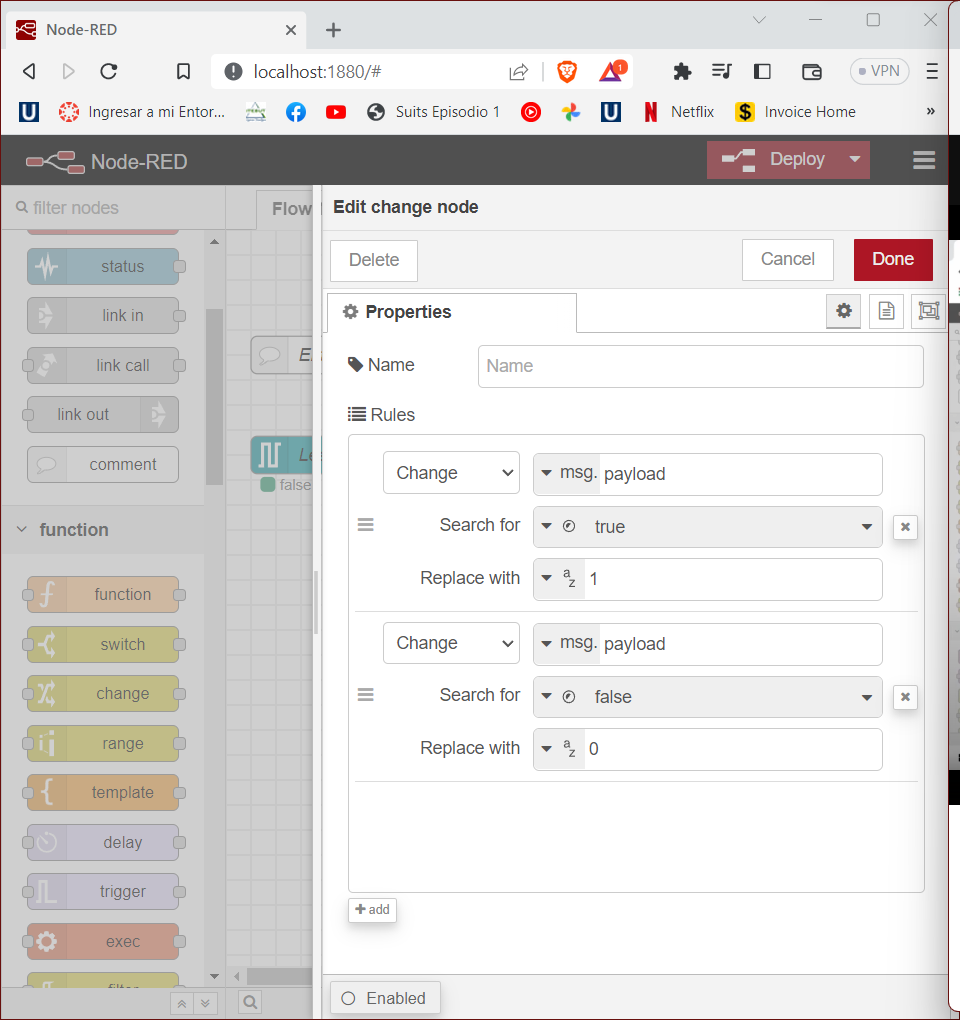 Node-RED
localhost:1880/#
1
VPN
Ingresar a mi Entor...
Suits Episodio 1
Netflix
Invoice Home
»
Node-RED
Deploy
filter nodes
Flow
Edit change node
Delete
Cancel
Done
Properties
Name
Name
Rules
Change
msg. payload
Search for
true
Replace with
a
z
1
Change
msg. payload
Search for
false
Replace with
a
z
0
add
Enabled
status
link in
link call
link out
comment
function
function
switch
change
range
template
delay
trigger
exec
filter
E
Le
false